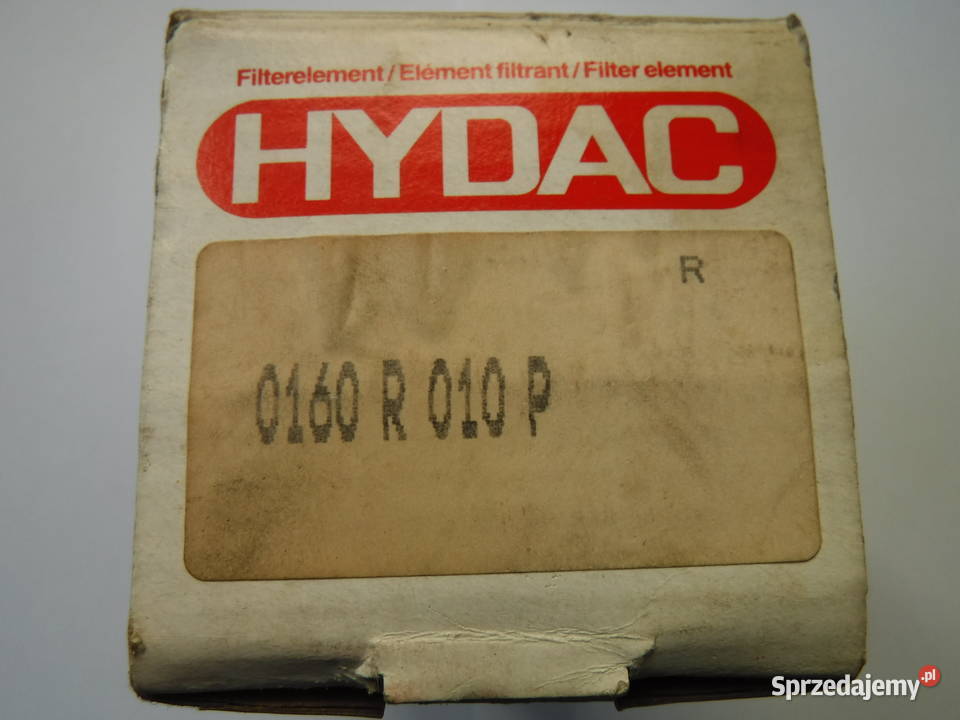 Filterelement/Elément filtrant/Filter element
HYDAC
R
0160 R 010 P
Sprzedajemy.pl